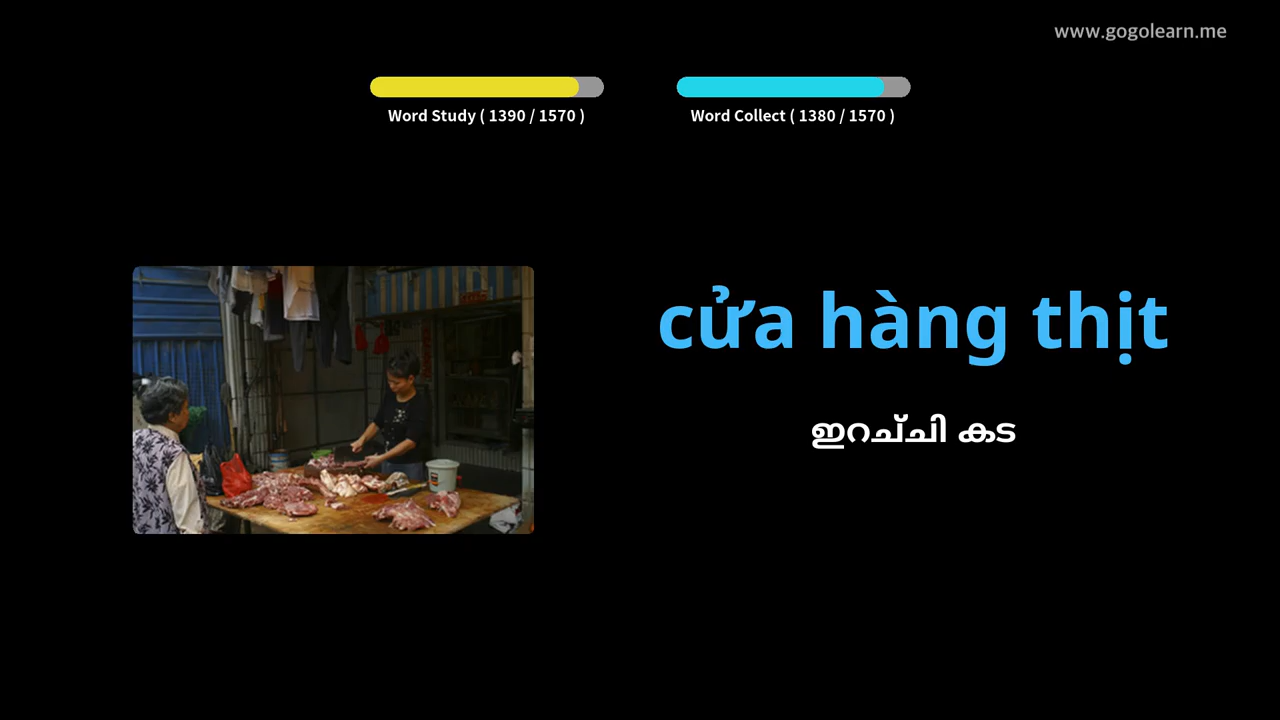 www.gogolearn.me
Word Study ( 1390 / 1570 )
Word Collect ( 1380 / 1570 )
cửa hàng thịt
ഇറച്ചി കട